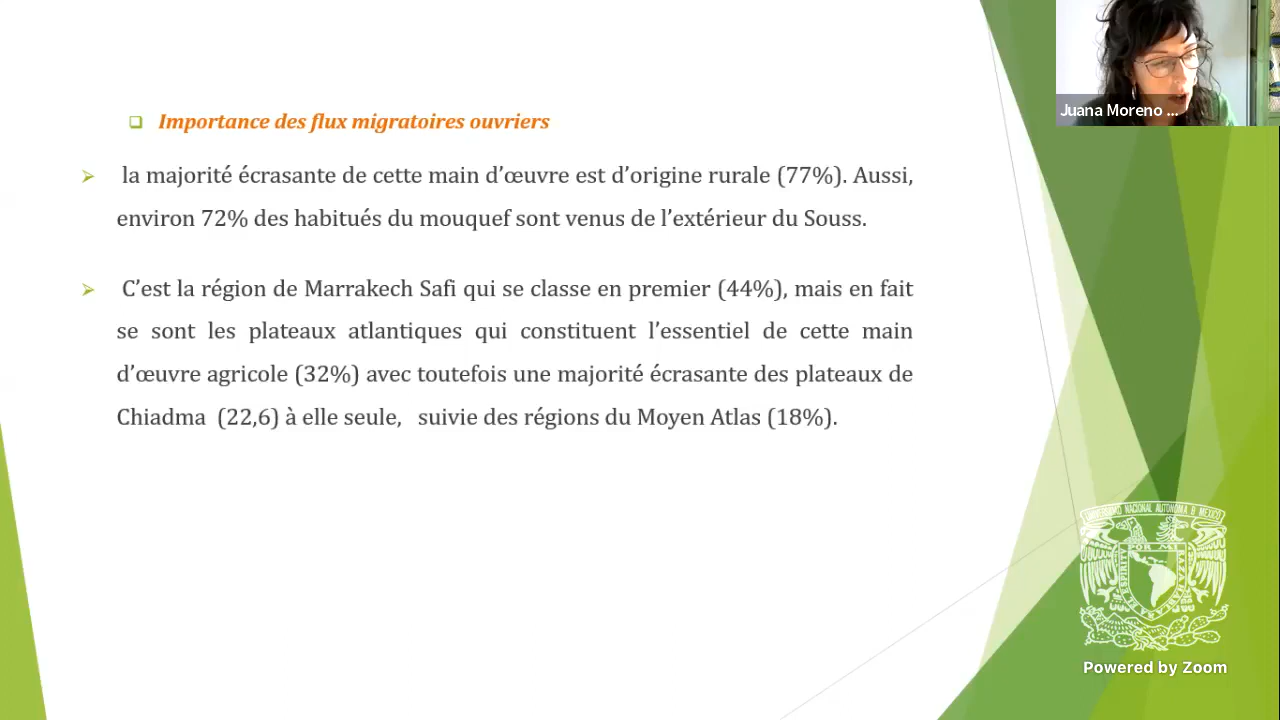 Importance des flux migratoires ouvriers
la majorité écrasante de cette main d’œuvre est d’origine rurale (77%). Aussi,
environ 72% des habitués du mouquef sont venus de l’extérieur du Souss.
C’est la région de Marrakech Safi qui se classe en premier (44%), mais en fait
se sont les plateaux atlantiques qui constituent l’essentiel de cette main
d’œuvre agricole (32%) avec toutefois une majorité écrasante des plateaux de
Chiadma (22,6) à elle seule, suivie des régions du Moyen Atlas (18%).
Juana Moreno ...
Powered by Zoom